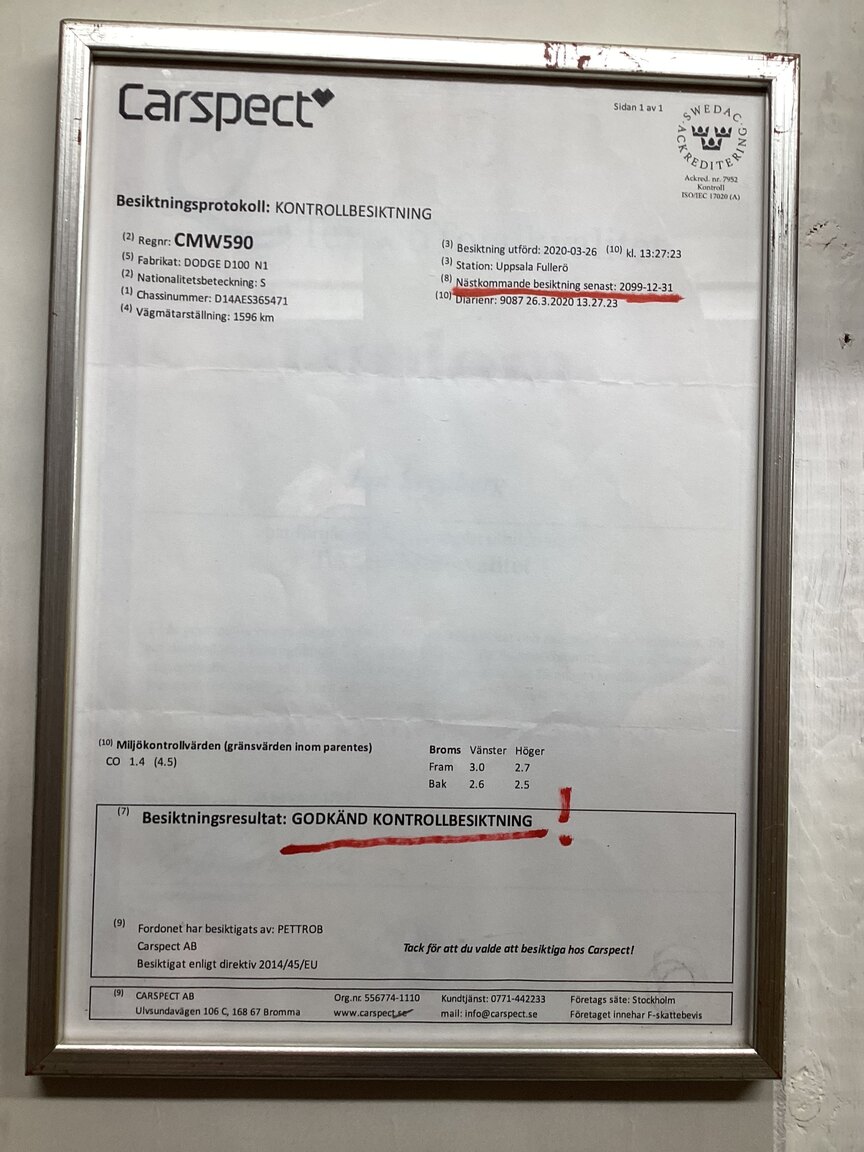 Carspect
Sidan 1 av 1
SWEDAC
ACKREDITERING
Ackred. nr. 7952
Kontroll
ISO/IEC 17020 (A)
Besiktningsprotokoll: KONTROLLBESIKTNING
(2) Regnr: CMW590
(5) Fabrikat: DODGE D100 N1
(2) Nationalitetsbeteckning: S
(1) Chassinummer: D14AES365471
(4) Vägmätarställning: 1596 km
(3) Besiktning utförd: 2020-03-26 (10) kl. 13:27:23
(3) Station: Uppsala Fullerö
(8) Nästkommande besiktning senast: 2099-12-31
(10) Diarienr: 9087 26.3.2020 13.27.23
(10) Miljökontrollvärden (gränsvärden inom parentes)
CO 1.4 (4.5)
Broms Vänster Höger
Fram 3.0 2.7
Bak 2.6 2.5
(7) Besiktningsresultat: GODKÄND KONTROLLBESIKTNING !
(9) Fordonet har besiktigats av: PETTROB
Carspect AB
Besiktigat enligt direktiv 2014/45/EU
Tack för att du valde att besiktiga hos Carspect!
(9) CARSPECT AB
Ulvsundavägen 106 C, 168 67 Bromma
Org.nr. 556774-1110
www.carspect.se
Kundtjänst: 0771-442233
mail: info@carspect.se
Företags säte: Stockholm
Företaget innehar F-skattebevis